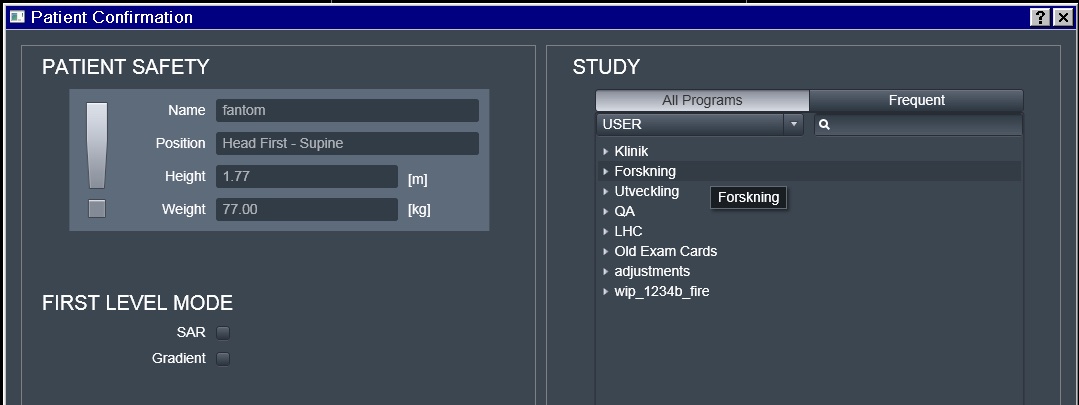 Patient Confirmation
PATIENT SAFETY
Name fantom
Position Head First - Supine
Height 1.77 [m]
Weight 77.00 [kg]
FIRST LEVEL MODE
SAR
Gradient
STUDY
All Programs Frequent
USER
Klinik
Forskning
Utveckling
Forskning
QA
LHC
Old Exam Cards
adjustments
wip_1234b_fire